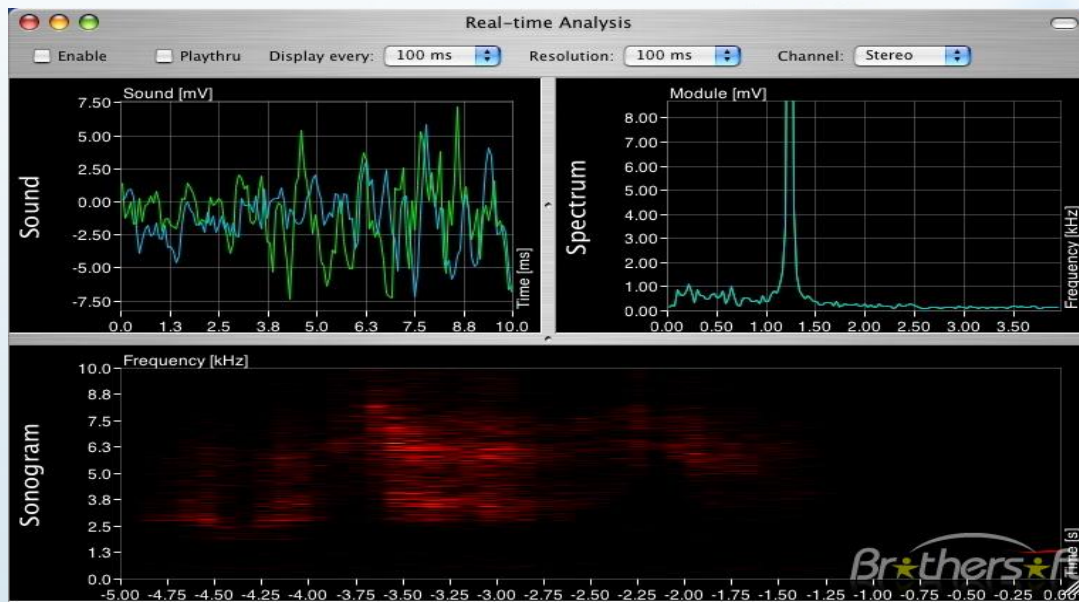 Real-time Analysis
Enable Playthru Display every: 100 ms Resolution: 100 ms Channel: Stereo
Sound [mV]
7.50
5.00
2.50
0.00
-2.50
-5.00
-7.50
0.0 1.3 2.5 3.8 5.0 6.3 7.5 8.8 10.0
Time [ms]
Sound
Module [mV]
8.00
7.00
6.00
5.00
4.00
3.00
2.00
1.00
0.00
0.00 0.50 1.00 1.50 2.00 2.50 3.00 3.50
Frequency [kHz]
Spectrum
Frequency [kHz]
10.0
8.8
7.5
6.3
5.0
3.8
2.5
1.3
0.0
-5.00 -4.75 -4.50 -4.25 -4.00 -3.75 -3.50 -3.25 -3.00 -2.75 -2.50 -2.25 -2.00 -1.75 -1.50 -1.25 -1.00 -0.75 -0.50 -0.25 0.00
Time [s]
Sonogram
Brothersoft